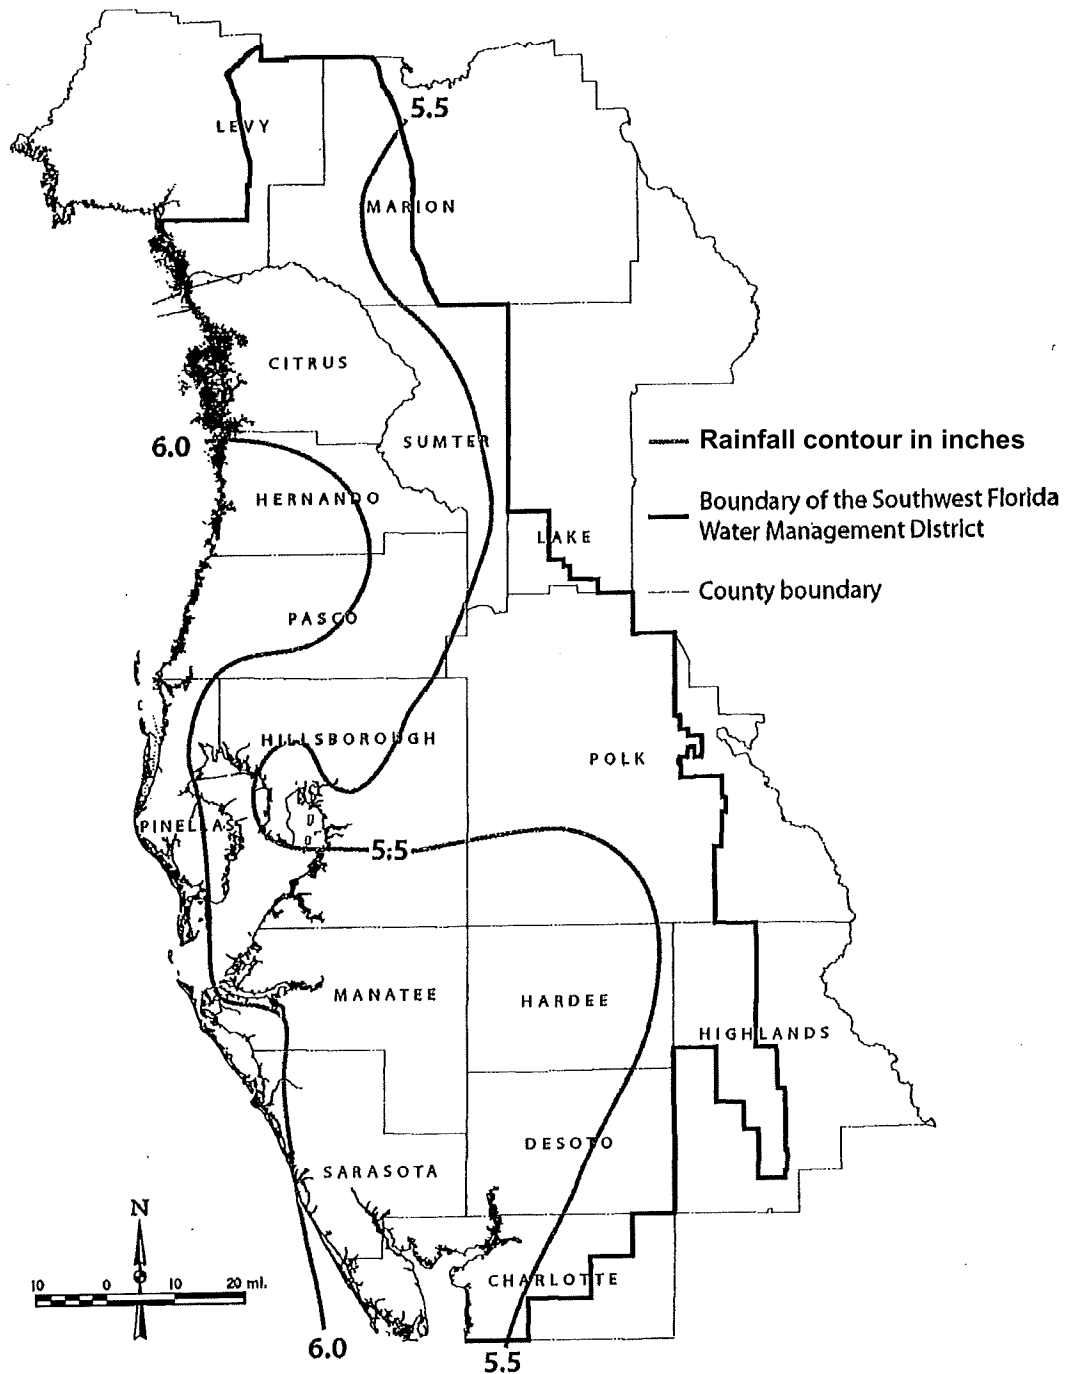 5.5
LEVY
MARION
CITRUS
6.0
SUMTER
Rainfall contour in inches
HERNANDO
Boundary of the Southwest Florida
Water Management District
LAKE
County boundary
PASCO
HILLSBOROUGH
POLK
PINELLAS
5:5
MANATEE
HARDEE
HIGHLANDS
DESOTO
SARASOTA
N
CHARLOTTE
10 0 10 20 mi.
6.0
5.5